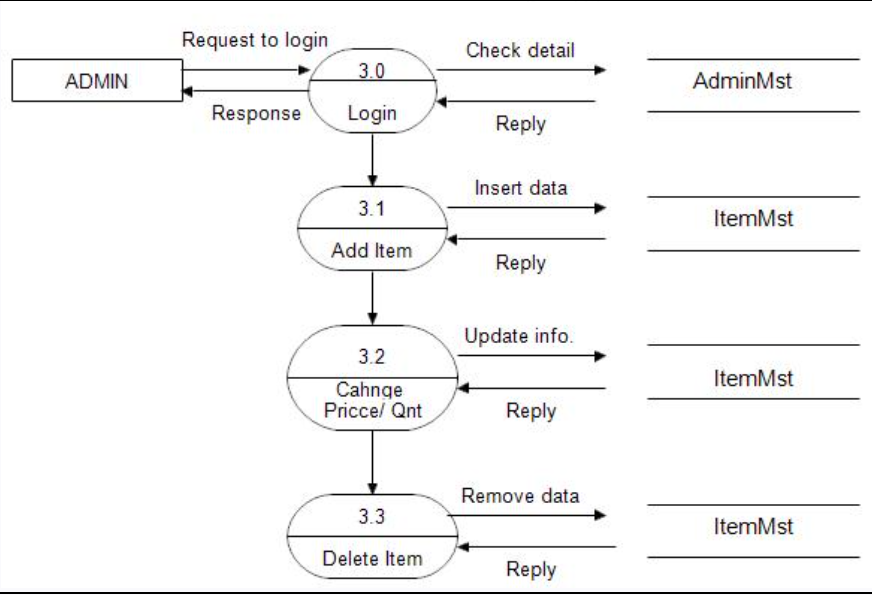 Request to login
Check detail
ADMIN
3.0
AdminMst
Response
Login
Reply
Insert data
3.1
ItemMst
Add Item
Reply
Update info.
3.2
ItemMst
Cahnge
Pricce/ Qnt
Reply
Remove data
3.3
ItemMst
Delete Item
Reply